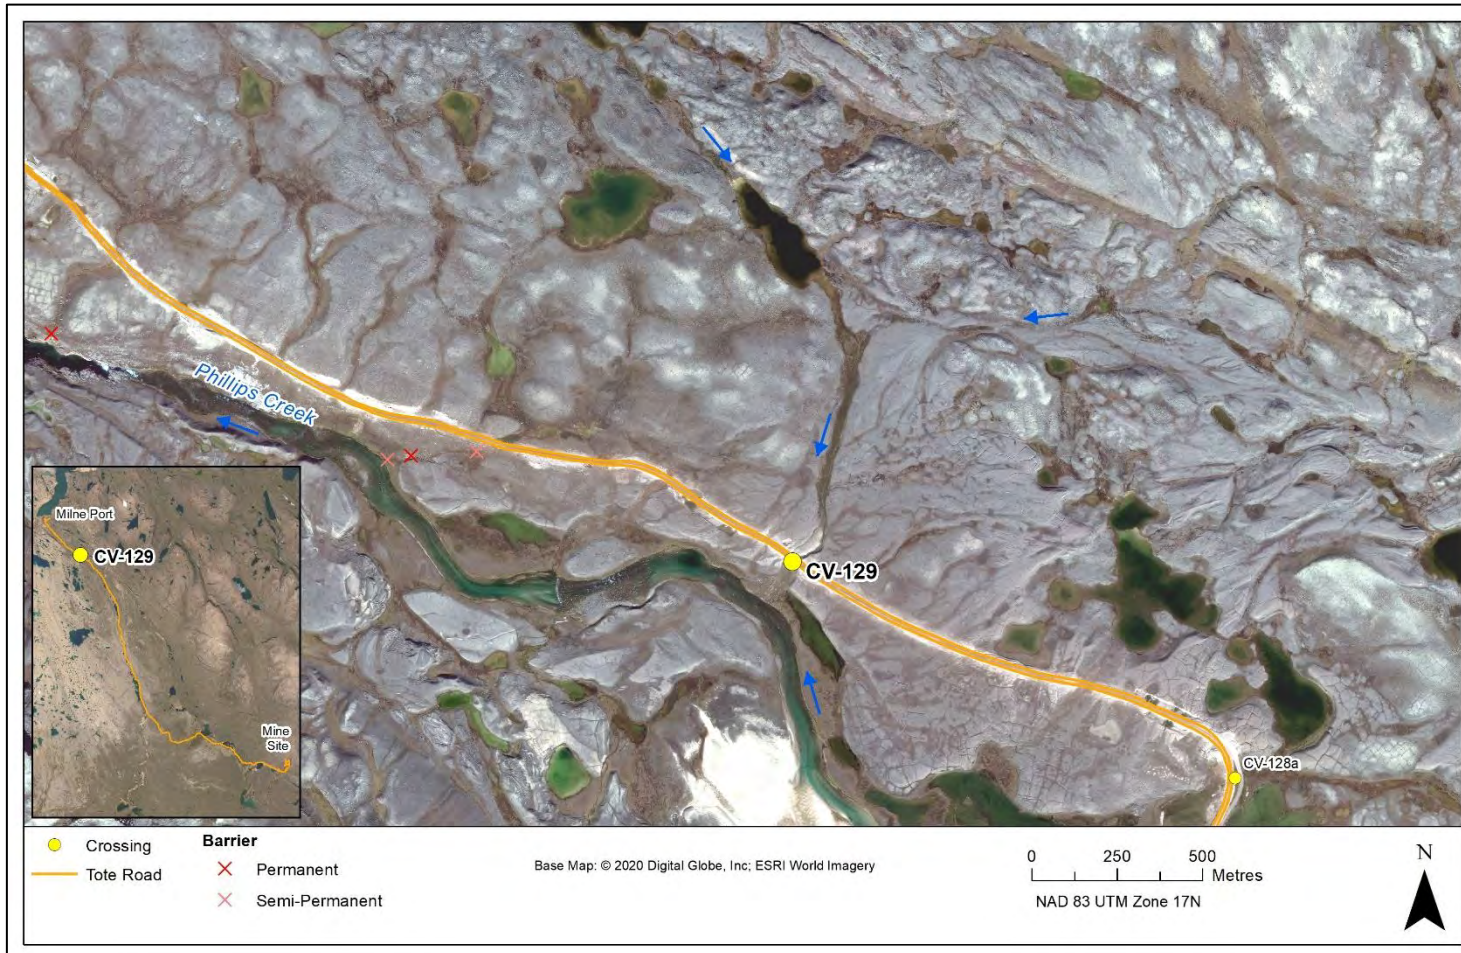 Phillips Creek
Milne Port
CV-129
Mine
Site
CV-129
CV-128a
Crossing
Tote Road
Barrier
Permanent
Semi-Permanent
Base Map: © 2020 Digital Globe, Inc; ESRI World Imagery
0 250 500
Metres
NAD 83 UTM Zone 17N
N